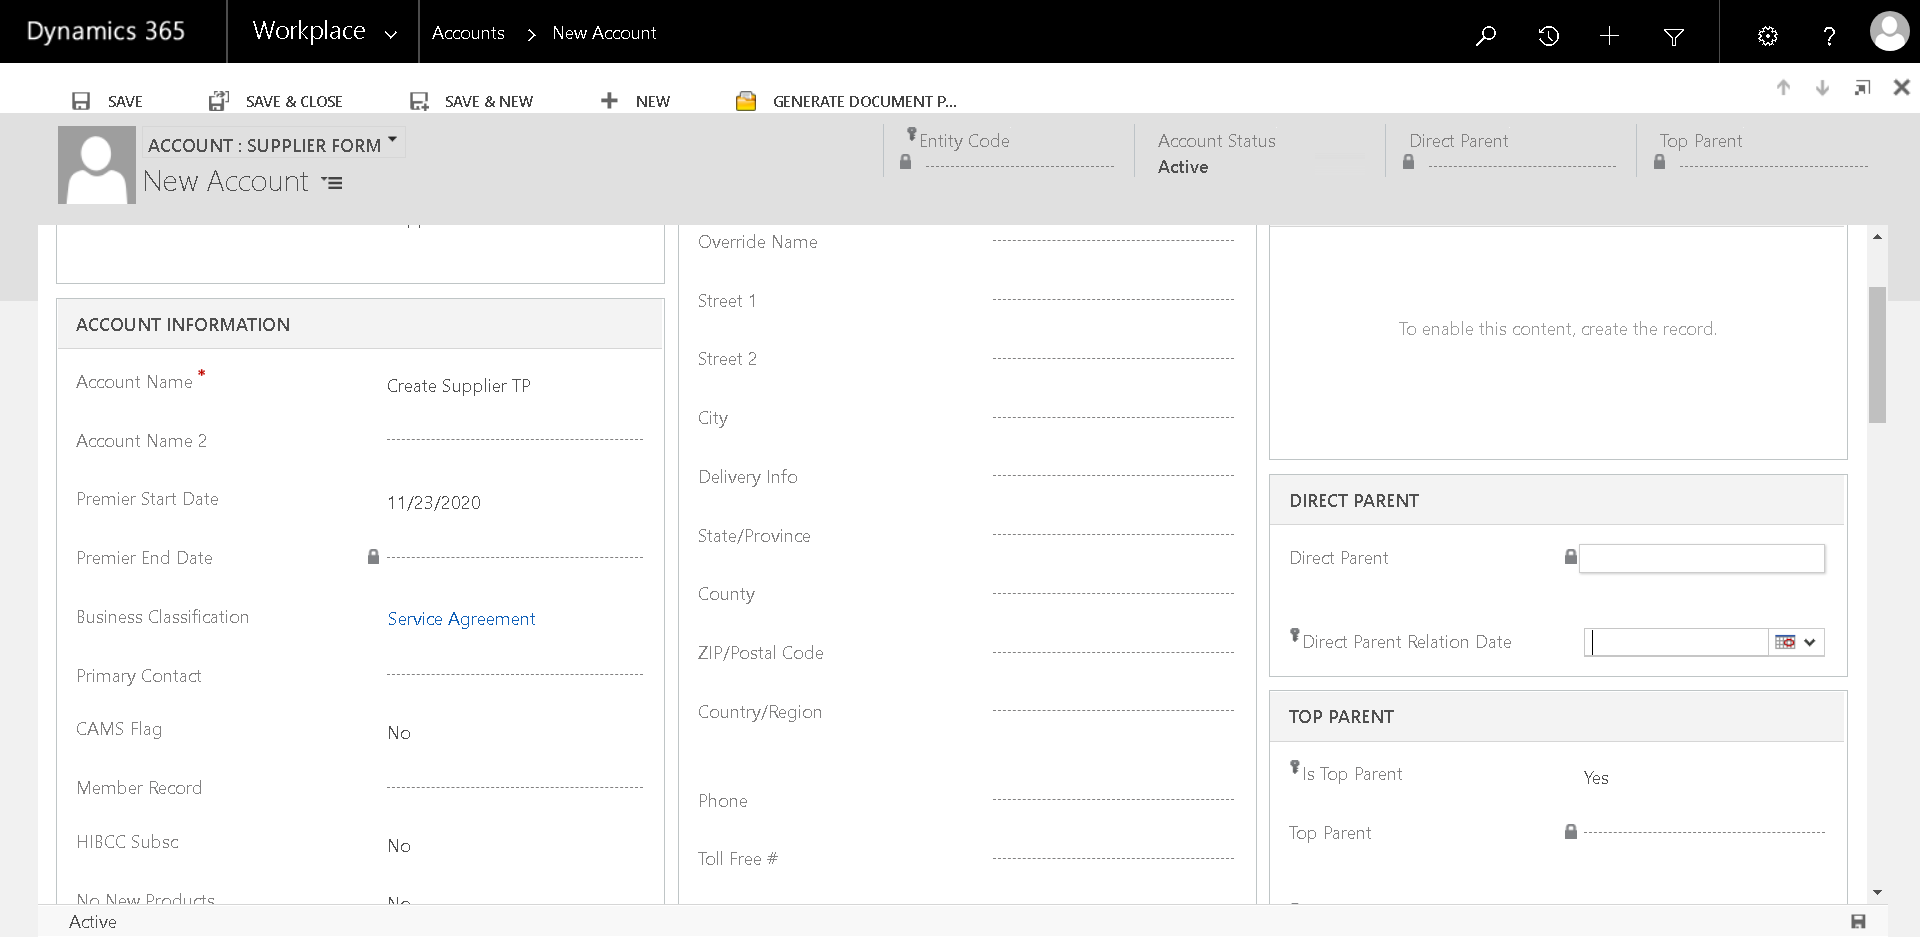 Dynamics 365
Workplace
Accounts > New Account
SAVE
SAVE & CLOSE
SAVE & NEW
NEW
GENERATE DOCUMENT P...
ACCOUNT : SUPPLIER FORM
New Account
Entity Code
Account Status
Active
Direct Parent
Top Parent
ACCOUNT INFORMATION
Account Name *
Create Supplier TP
Account Name 2
Premier Start Date
11/23/2020
Premier End Date
Business Classification
Service Agreement
Primary Contact
CAMS Flag
No
Member Record
HIBCC Subsc
No
No New Products
No
Override Name
Street 1
Street 2
City
Delivery Info
State/Province
County
ZIP/Postal Code
Country/Region
Phone
Toll Free #
To enable this content, create the record.
DIRECT PARENT
Direct Parent
Direct Parent Relation Date
TOP PARENT
Is Top Parent
Yes
Top Parent
Active